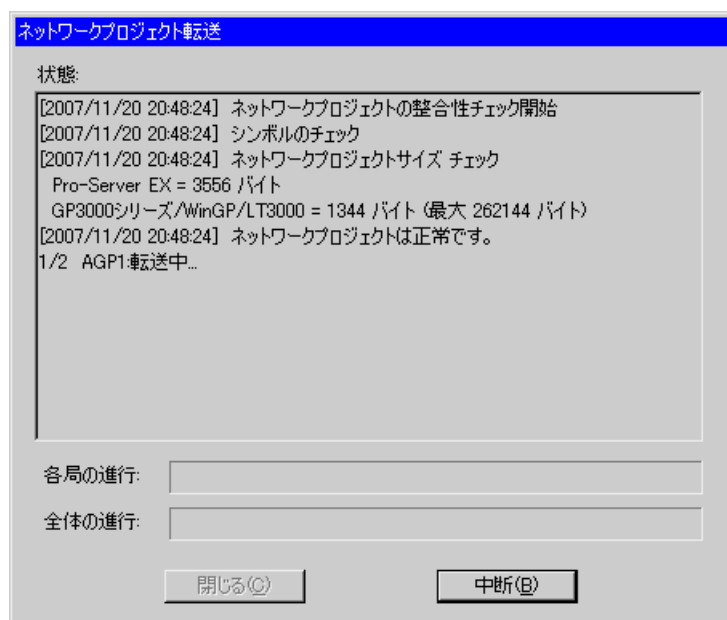 ネットワークプロジェクト転送
状態:
[2007/11/20 20:48:24] ネットワークプロジェクトの整合性チェック開始
[2007/11/20 20:48:24] シンボルのチェック
[2007/11/20 20:48:24] ネットワークプロジェクトサイズ チェック
Pro-Server EX = 3556 バイト
GP3000シリーズ/WinGP/LT3000 = 1344 バイト (最大 262144 バイト)
[2007/11/20 20:48:24] ネットワークプロジェクトは正常です。
1/2 AGP1:転送中...
各局の進行:
全体の進行:
閉じる(C) 中断(B)